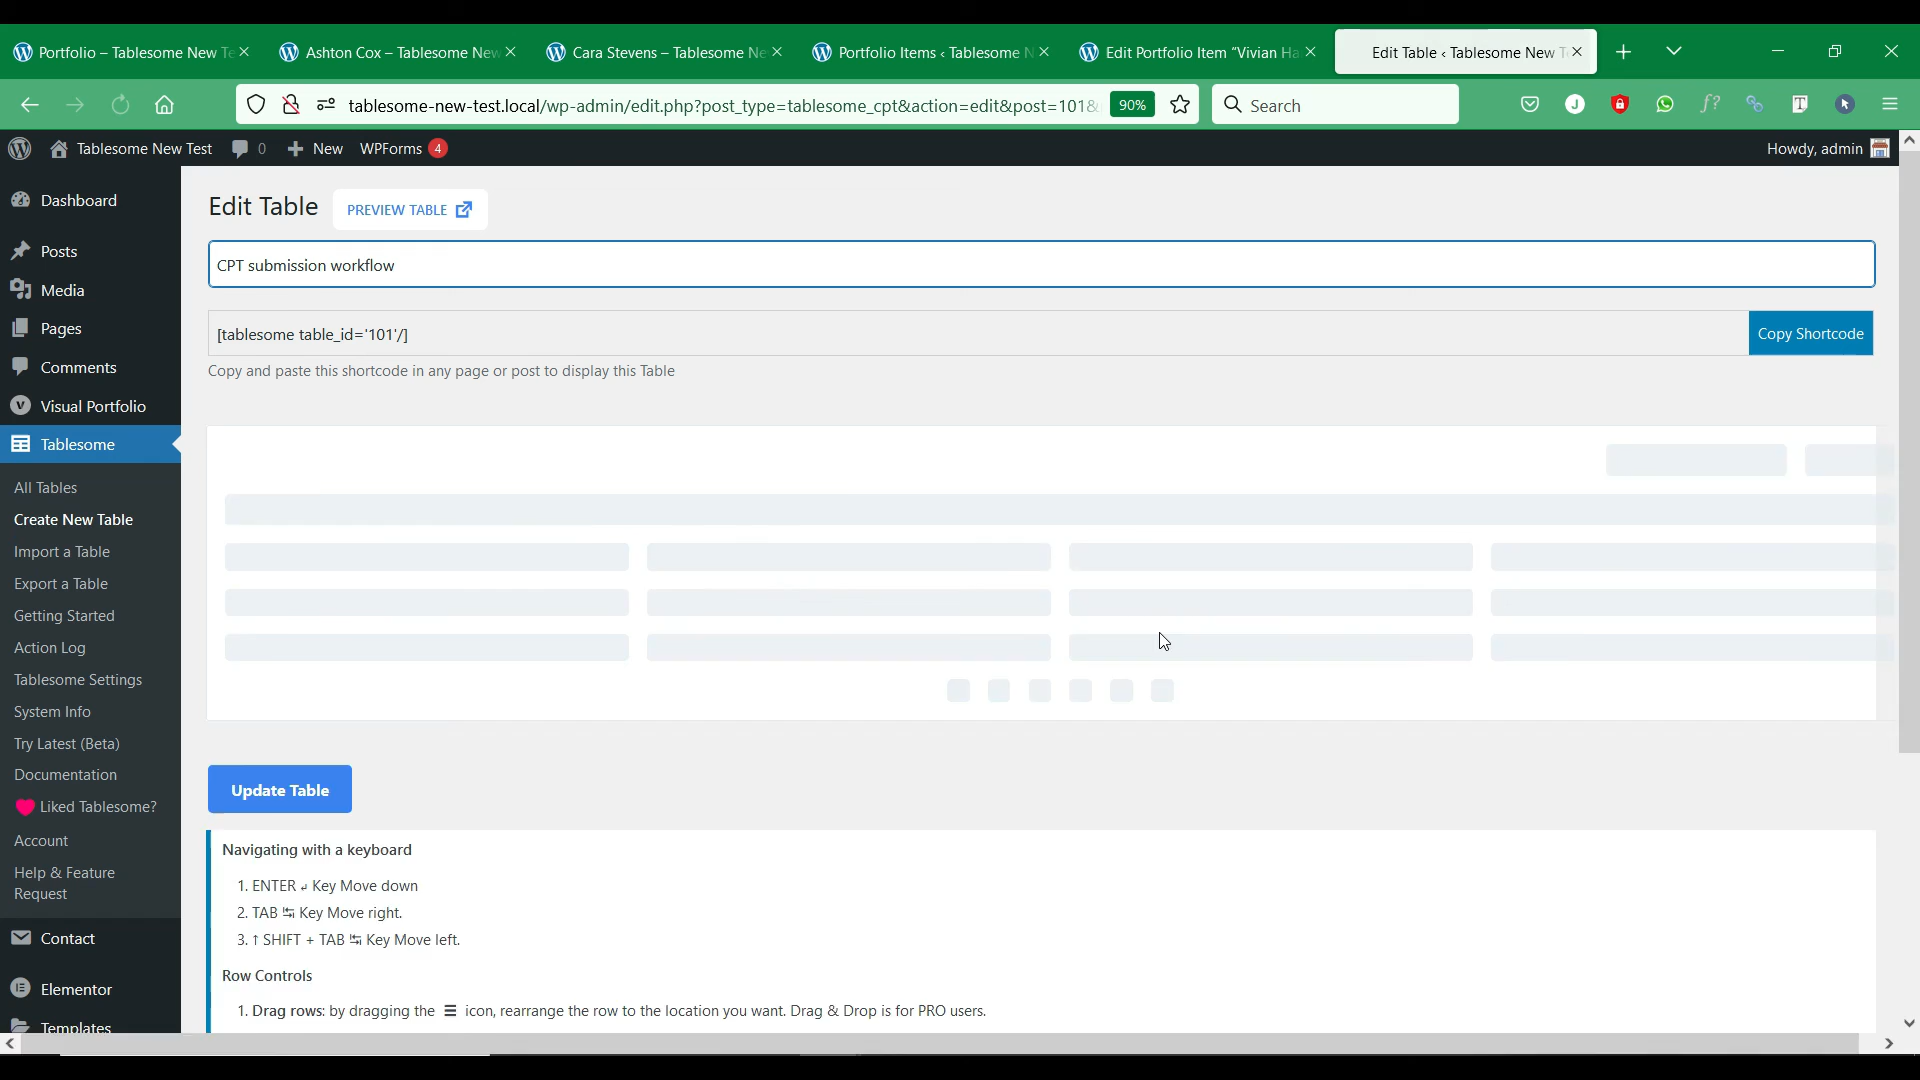 Portfolio – Tablesome New Te
Ashton Cox – Tablesome New
Cara Stevens – Tablesome Ne
Portfolio Items ‹ Tablesome N
Edit Portfolio Item "Vivian Ha
Edit Table ‹ Tablesome New T
tablesome-new-test.local/wp-admin/edit.php?post_type=tablesome_cpt&action=edit&post=101&
90%
Search
Tablesome New Test
0
New
WPForms 4
Howdy, admin
Dashboard
Posts
Media
Pages
Comments
Visual Portfolio
Tablesome
All Tables
Create New Table
Import a Table
Export a Table
Getting Started
Action Log
Tablesome Settings
System Info
Try Latest (Beta)
Documentation
Liked Tablesome?
Account
Help & Feature
Request
Contact
Elementor
Templates
Edit Table
PREVIEW TABLE
CPT submission workflow
[tablesome table_id='101'/]
Copy Shortcode
Copy and paste this shortcode in any page or post to display this Table
Update Table
Navigating with a keyboard
1. ENTER ↲ Key Move down
2. TAB ↹ Key Move right.
3. ↑ SHIFT + TAB ↹ Key Move left.
Row Controls
1. Drag rows: by dragging the ☰ icon, rearrange the row to the location you want. Drag & Drop is for PRO users.